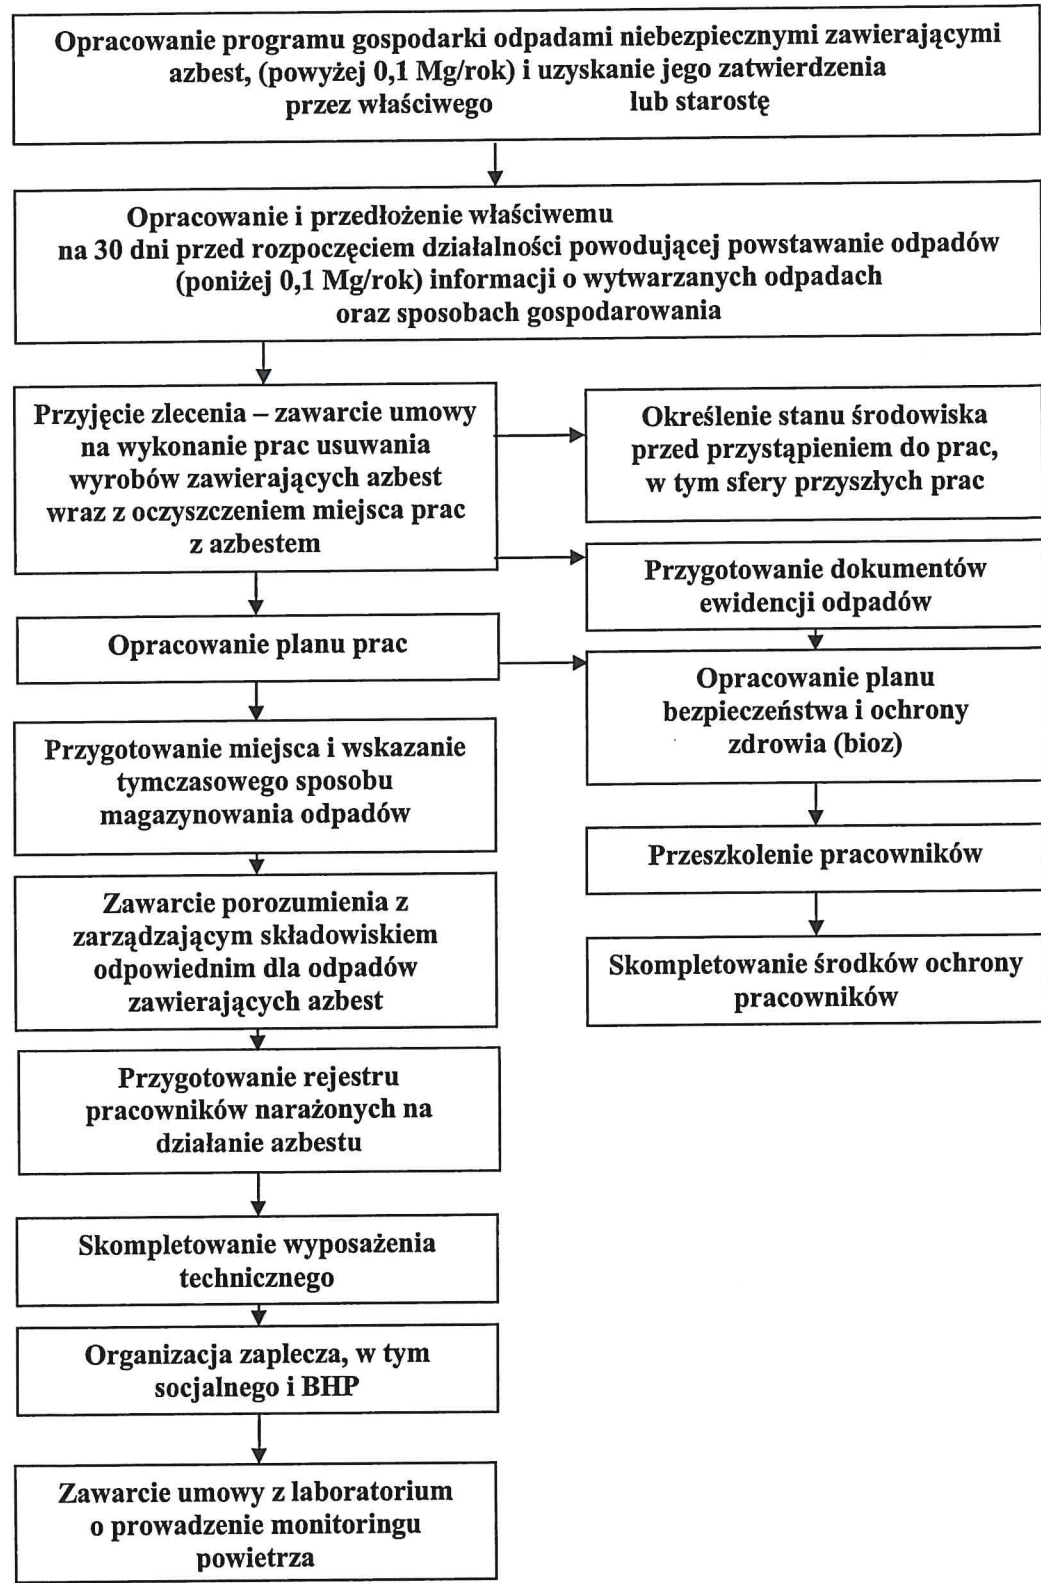 Opracowanie programu gospodarki odpadami niebezpiecznymi zawierającymi
azbest, (powyżej 0,1 Mg/rok) i uzyskanie jego zatwierdzenia
przez właściwego lub starostę
Opracowanie i przedłożenie właściwemu
na 30 dni przed rozpoczęciem działalności powodującej powstawanie odpadów
(poniżej 0,1 Mg/rok) informacji o wytwarzanych odpadach
oraz sposobach gospodarowania
Przyjęcie zlecenia – zawarcie umowy
na wykonanie prac usuwania
wyrobów zawierających azbest
wraz z oczyszczeniem miejsca prac
z azbestem
Określenie stanu środowiska
przed przystąpieniem do prac,
w tym sfery przyszłych prac
Przygotowanie dokumentów
ewidencji odpadów
Opracowanie planu prac
Opracowanie planu
bezpieczeństwa i ochrony
zdrowia (bioz)
Przygotowanie miejsca i wskazanie
tymczasowego sposobu
magazynowania odpadów
Przeszkolenie pracowników
Zawarcie porozumienia z
zarządzającym składowiskiem
odpowiednim dla odpadów
zawierających azbest
Skompletowanie środków ochrony
pracowników
Przygotowanie rejestru
pracowników narażonych na
działanie azbestu
Skompletowanie wyposażenia
technicznego
Organizacja zaplecza, w tym
socjalnego i BHP
Zawarcie umowy z laboratorium
o prowadzenie monitoringu
powietrza